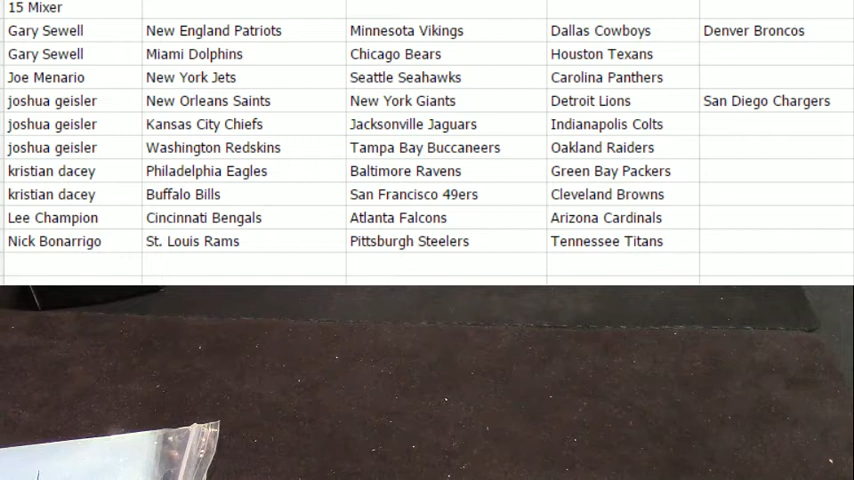 15 Mixer
Gary Sewell New England Patriots Minnesota Vikings Dallas Cowboys Denver Broncos
Gary Sewell Miami Dolphins Chicago Bears Houston Texans
Joe Menario New York Jets Seattle Seahawks Carolina Panthers
joshua geisler New Orleans Saints New York Giants Detroit Lions San Diego Chargers
joshua geisler Kansas City Chiefs Jacksonville Jaguars Indianapolis Colts
joshua geisler Washington Redskins Tampa Bay Buccaneers Oakland Raiders
kristian dacey Philadelphia Eagles Baltimore Ravens Green Bay Packers
kristian dacey Buffalo Bills San Francisco 49ers Cleveland Browns
Lee Champion Cincinnati Bengals Atlanta Falcons Arizona Cardinals
Nick Bonarrigo St. Louis Rams Pittsburgh Steelers Tennessee Titans